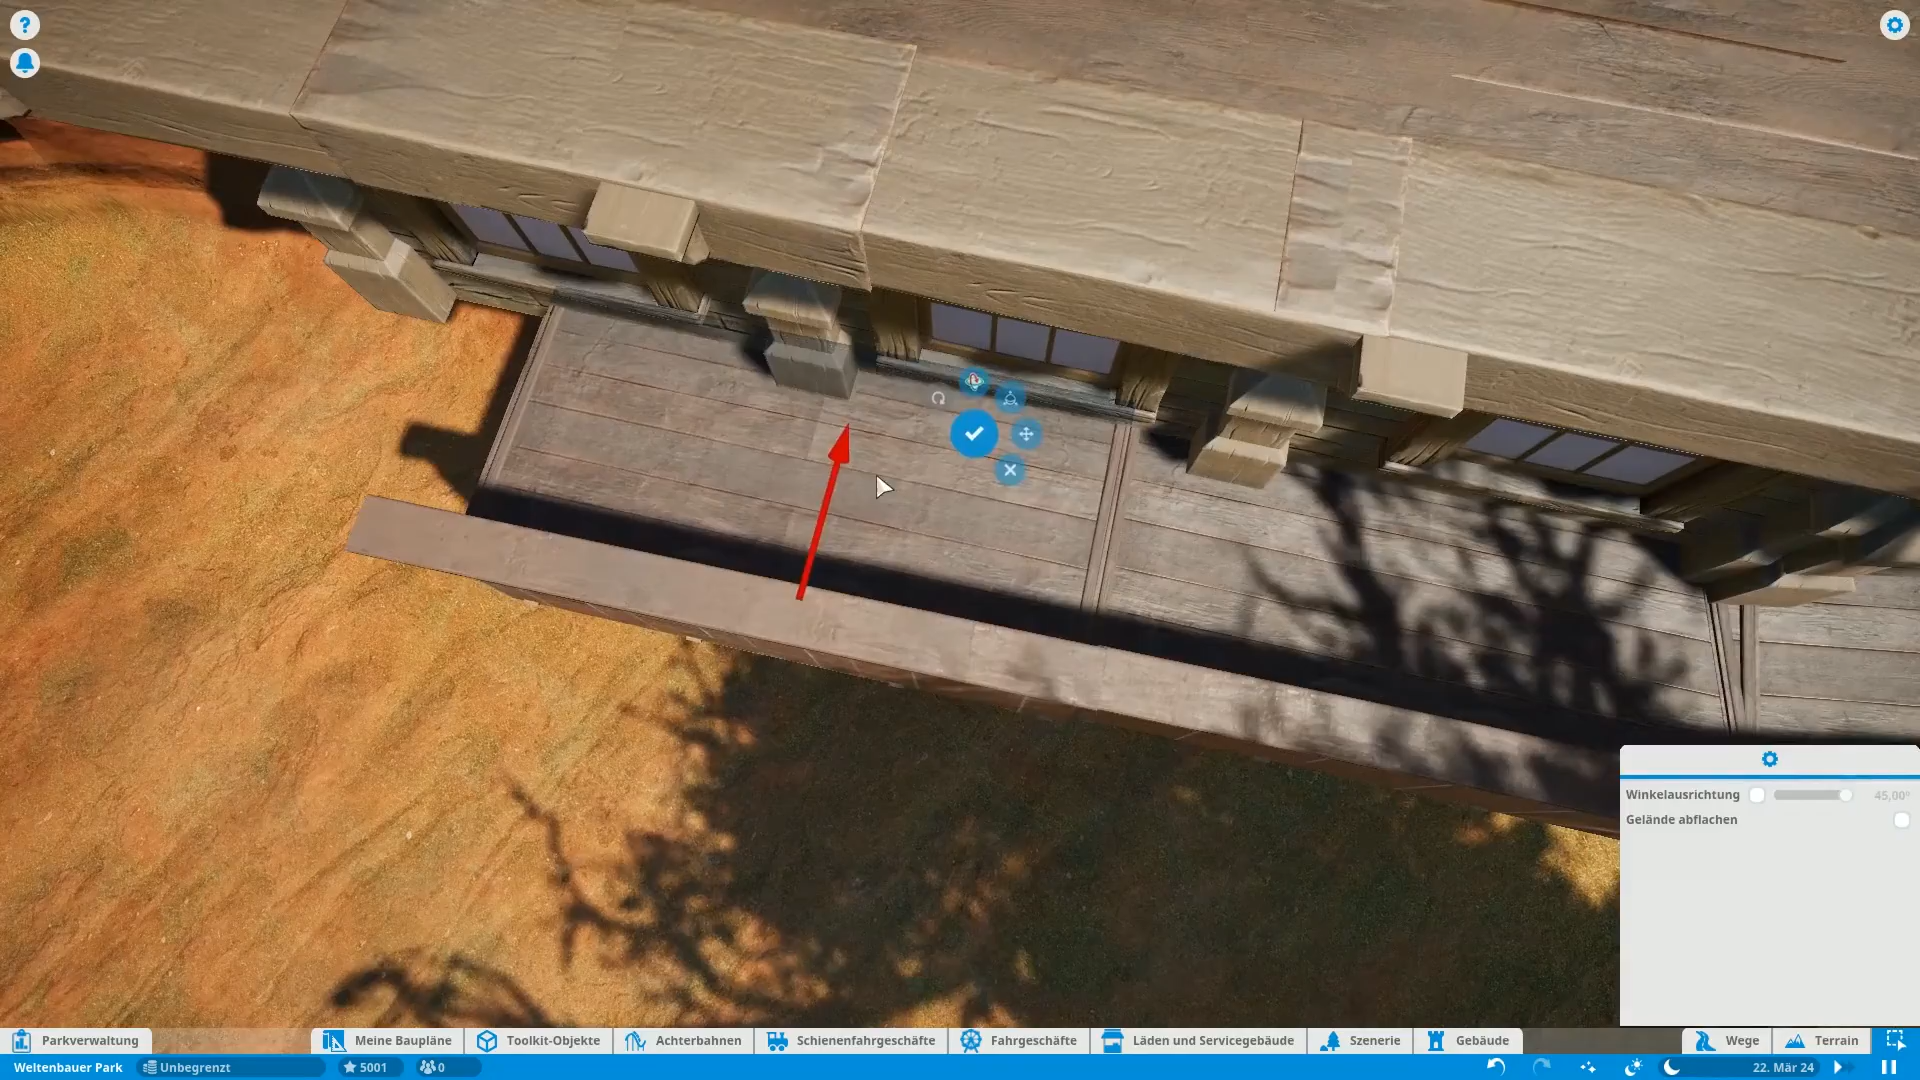 ?
Winkelausrichtung 45,00°
Gelände abflachen
Parkverwaltung Meine Baupläne Toolkit-Objekte Achterbahnen Schienenfahrgeschäfte Fahrgeschäfte Läden und Servicegebäude Szenerie Gebäude Wege Terrain
Weltenbauer Park Unbegrenzt 5001 0 22. Mär 24